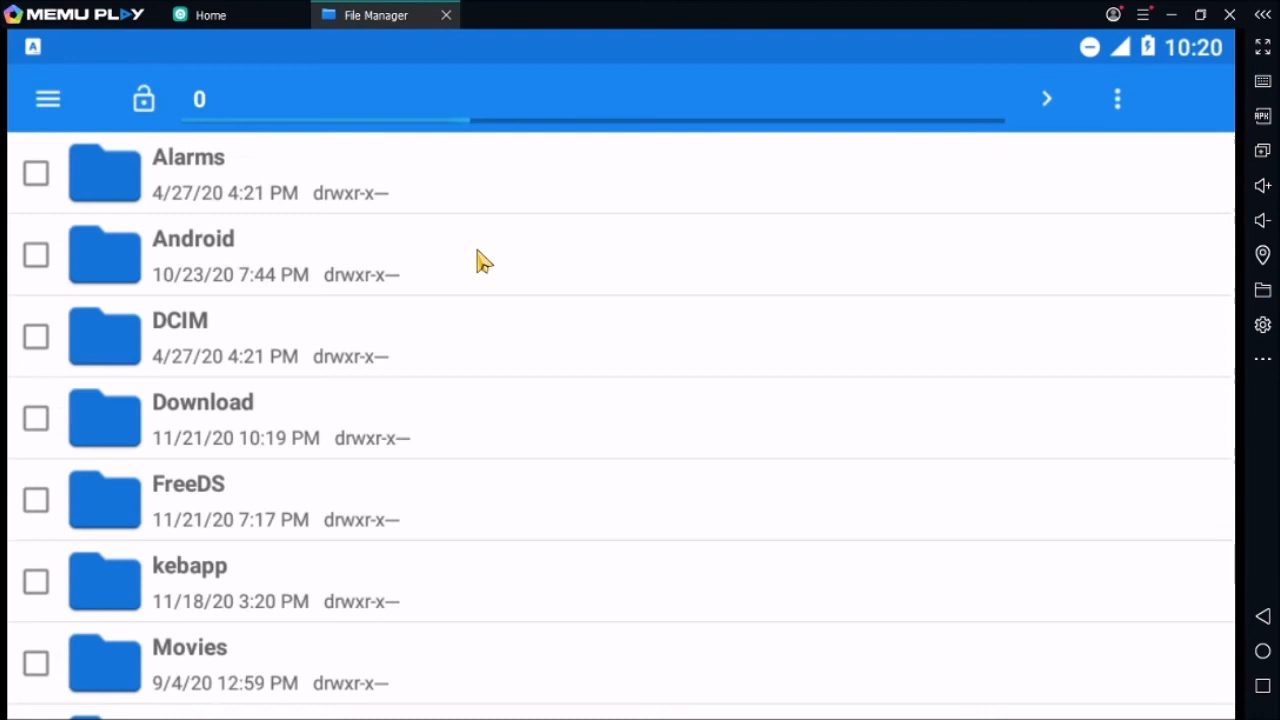 MEMU PLAY
Home
File Manager
10:20
0
Alarms
4/27/20 4:21 PM drwxr-x—
Android
10/23/20 7:44 PM drwxr-x—
DCIM
4/27/20 4:21 PM drwxr-x—
Download
11/21/20 10:19 PM drwxr-x—
FreeDS
11/21/20 7:17 PM drwxr-x—
kebapp
11/18/20 3:20 PM drwxr-x—
Movies
9/4/20 12:59 PM drwxr-x—
A
APK